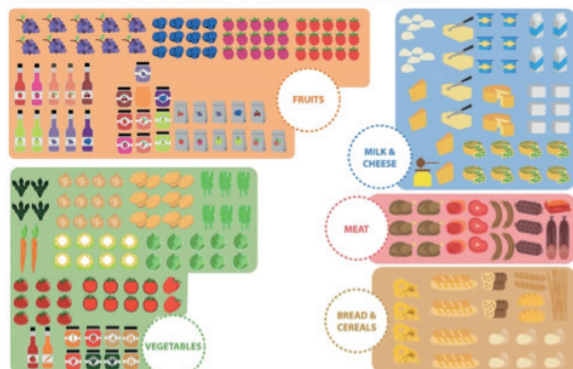 FRUITS
MILK &
CHEESE
MEAT
BREAD &
CEREALS
VEGETABLES